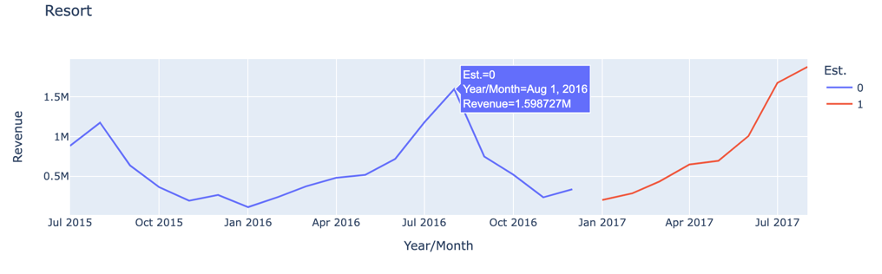 Resort
Est.=0
Year/Month=Aug 1, 2016
Revenue=1.598727M
Est.
0
1
Revenue
1.5M
1M
0.5M
Jul 2015 Oct 2015 Jan 2016 Apr 2016 Jul 2016 Oct 2016 Jan 2017 Apr 2017 Jul 2017
Year/Month